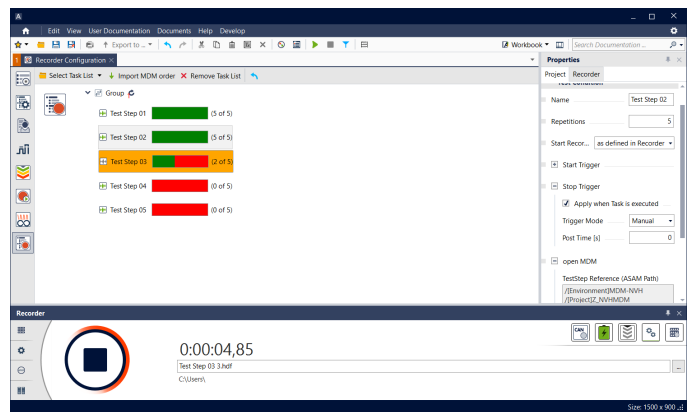 Edit View User Documentation Documents Help Develop
Export to ... Workbook Search Documentation ...
1 Recorder Configuration × Properties
Select Task List Import MDM order Remove Task List Project Recorder
Test Condition
Group
Name Test Step 02
Test Step 01 (5 of 5)
Repetitions 5
Test Step 02 (5 of 5)
Start Recor... as defined in Recorder
Test Step 03 (2 of 5)
Start Trigger
Test Step 04 (0 of 5)
Stop Trigger
Apply when Task is executed
Test Step 05 (0 of 5)
Trigger Mode Manual
Post Time [s] 0
open MDM
TestStep Reference (ASAM Path)
/[Environment]MDM-NVH
/[Project]Z_NVHMDM
Recorder
CAN
0:00:04,85
Test Step 03 3.hdf ...
C:\Users\
Size: 1500 x 900